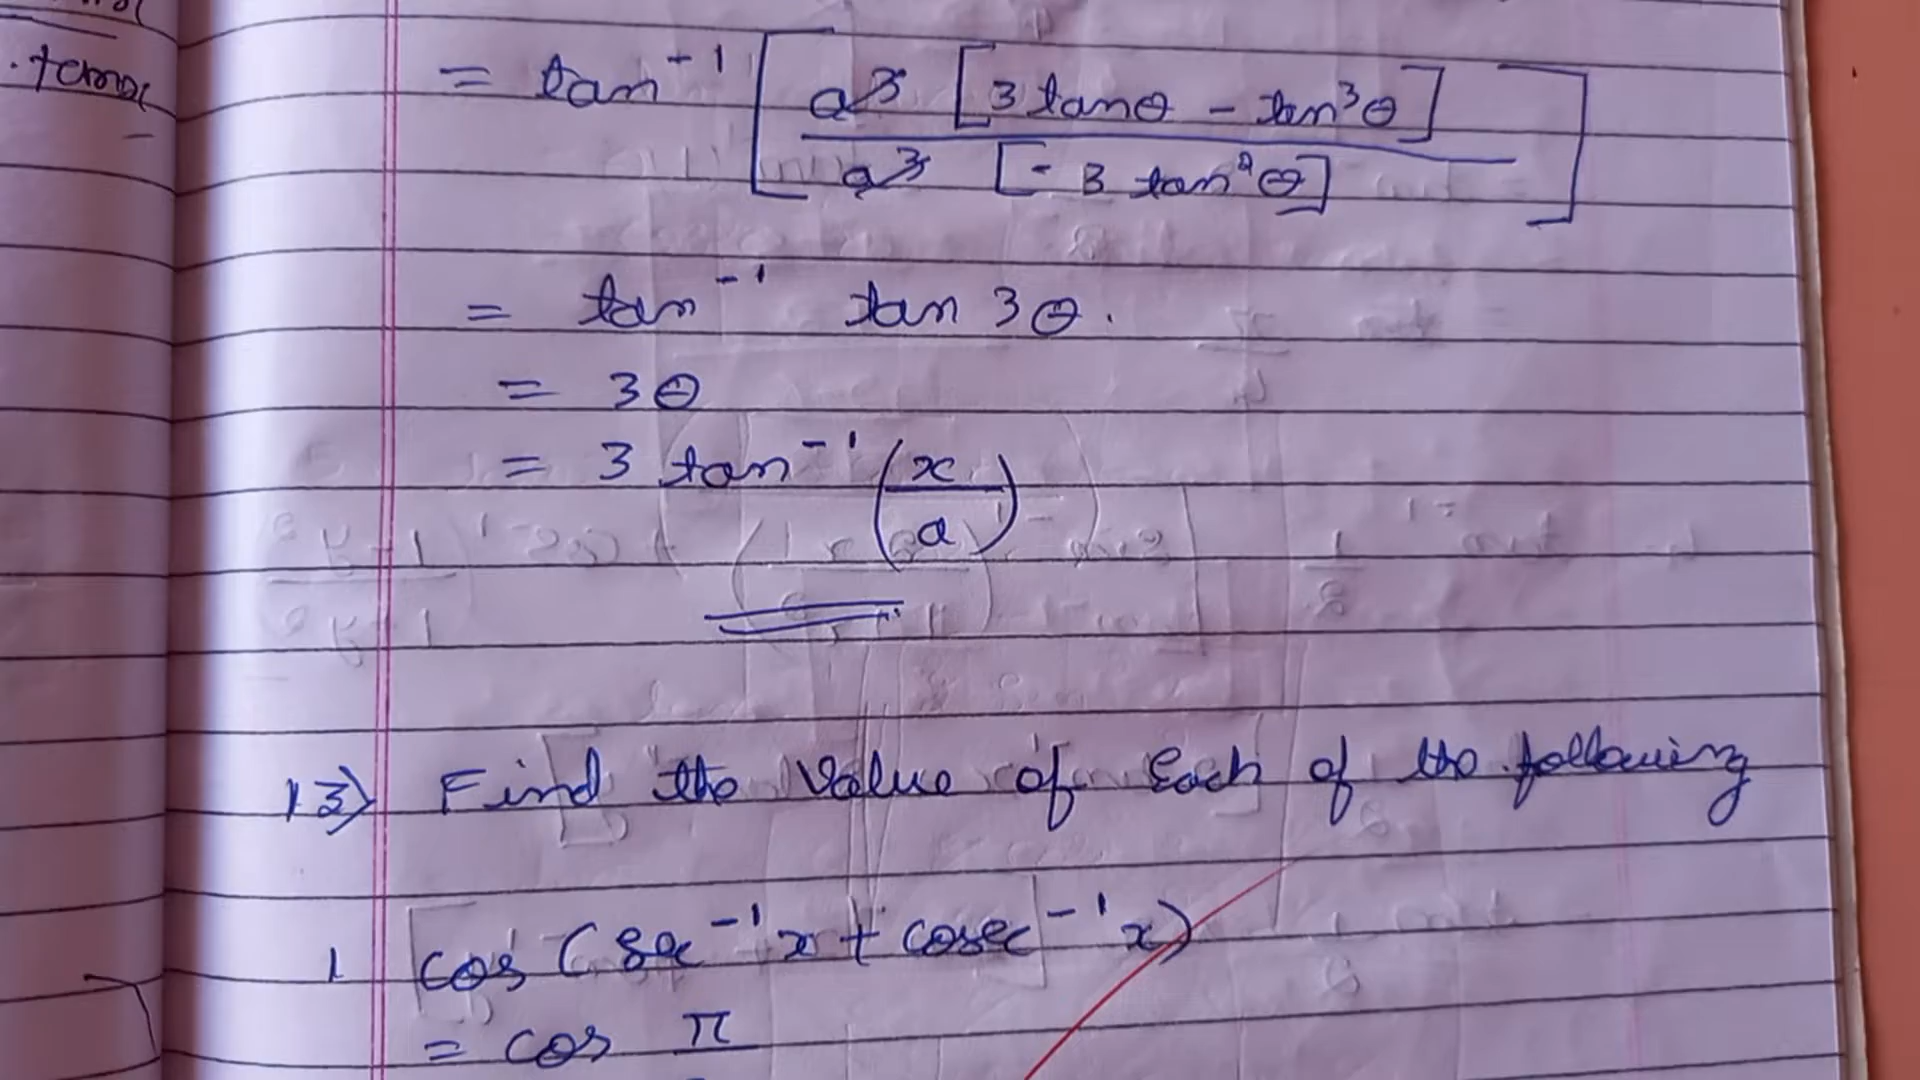 = tan⁻¹ [ a³ [3 tanθ - tan³θ] / a³ [- 3 tan²θ] ]
= tan⁻¹ tan 3θ.
= 3θ
= 3 tan⁻¹ (x/a)
13) Find the value of Each of the following
1 cos (sec⁻¹x + cosec⁻¹x)
= cos π